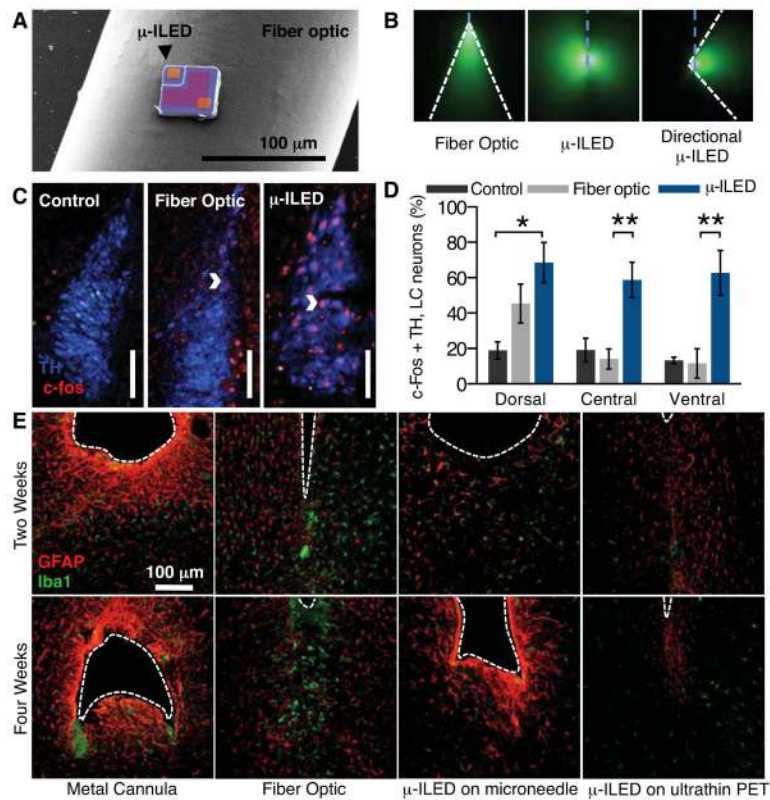 A
μ-ILED
Fiber optic
100 μm
B
Fiber Optic
μ-ILED
Directional
μ-ILED
C
Control
Fiber Optic
μ-ILED
TH
c-fos
D
Control
Fiber optic
μ-ILED
c-Fos + TH, LC neurons (%)
100
80
60
40
20
0
*
**
**
Dorsal
Central
Ventral
E
Two Weeks
GFAP
Iba1
100 μm
Four Weeks
Metal Cannula
Fiber Optic
μ-ILED on microneedle
μ-ILED on ultrathin PET